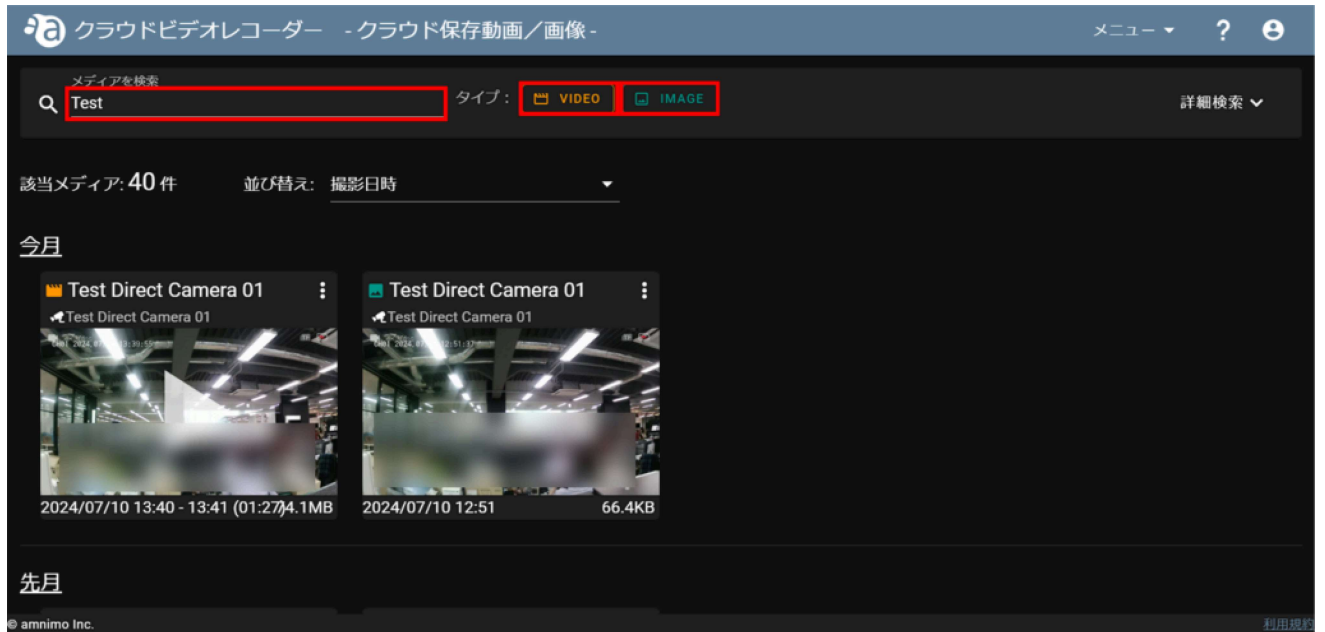 クラウドビデオレコーダー - クラウド保存動画／画像 -
メニュー
?
メディアを検索
Test
タイプ： VIDEO IMAGE
詳細検索
該当メディア: 40 件
並び替え: 撮影日時
今月
Test Direct Camera 01
Test Direct Camera 01
2024/07/10 13:40 - 13:41 (01:27)
4.1MB
Test Direct Camera 01
Test Direct Camera 01
2024/07/10 12:51
66.4KB
先月
© amnimo Inc.
利用規約